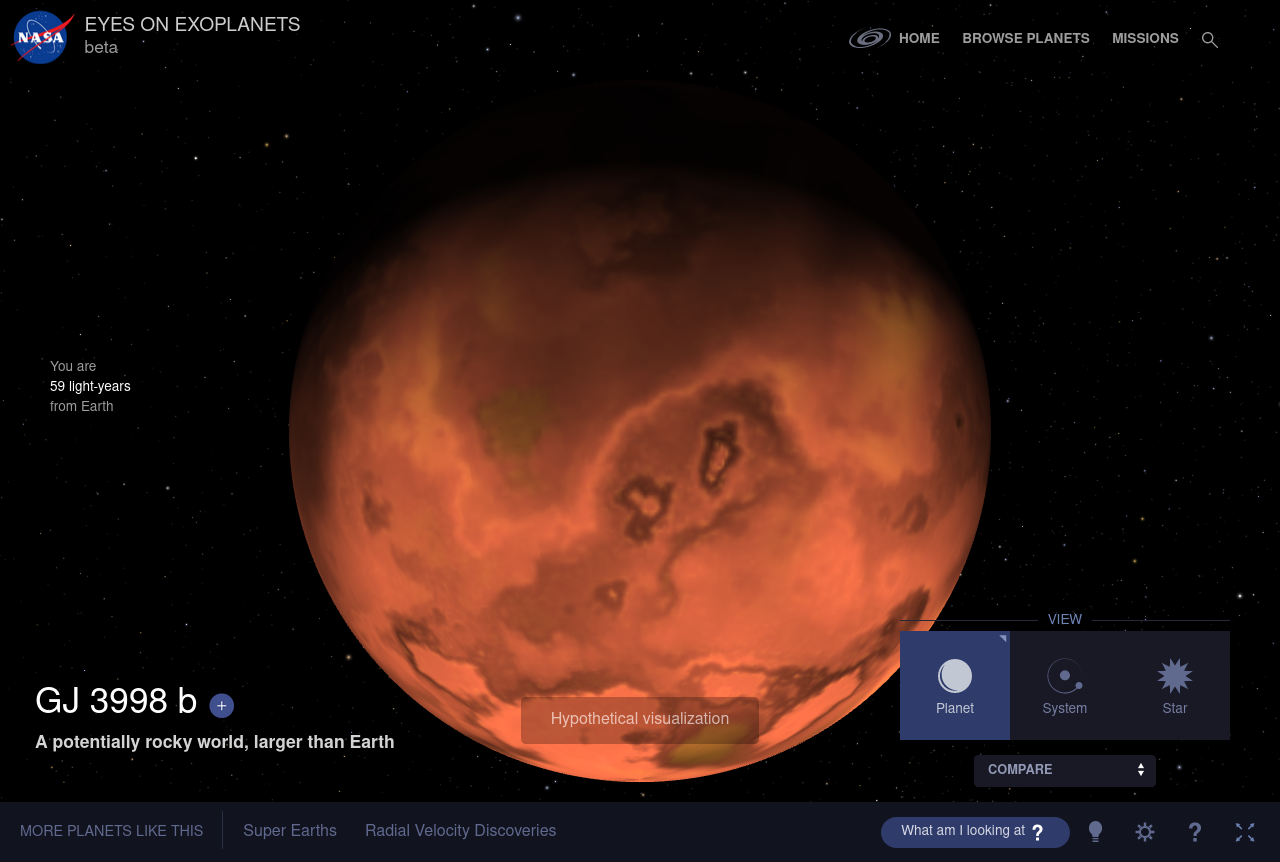 NASA
EYES ON EXOPLANETS
beta
HOME
BROWSE PLANETS
MISSIONS
You are
59 light-years
from Earth
VIEW
Planet
System
Star
GJ 3998 b +
A potentially rocky world, larger than Earth
Hypothetical visualization
COMPARE
MORE PLANETS LIKE THIS
Super Earths
Radial Velocity Discoveries
What am I looking at ?
?